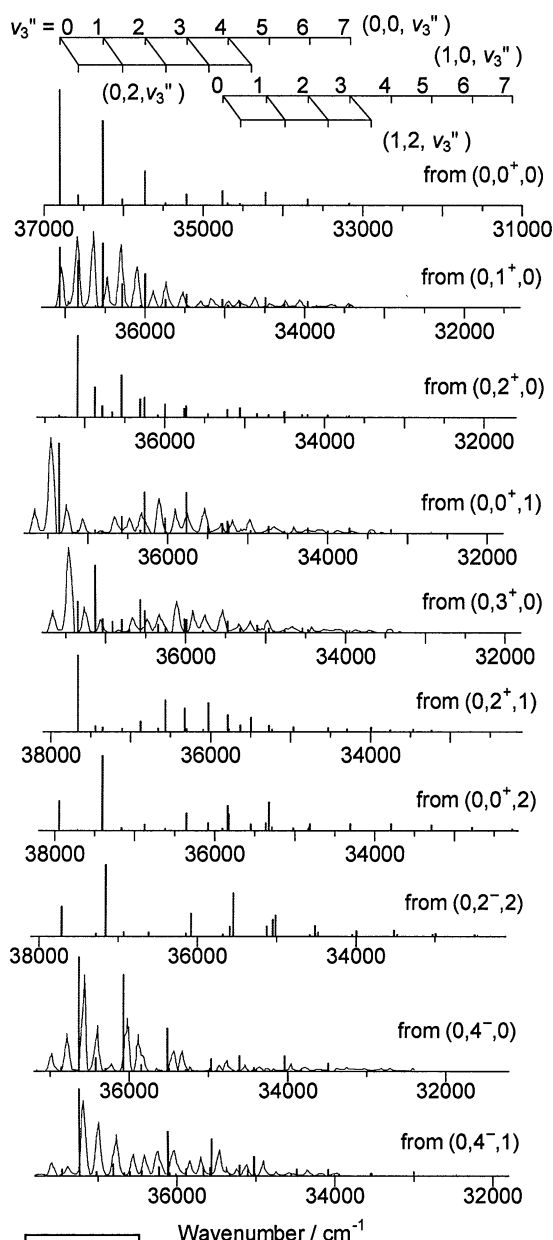 v₃" = 0 1 2 3 4 5 6 7 (0,0, v₃")
(1,0, v₃")
(0,2,v₃") 0 1 2 3 4 5 6 7
(1,2, v₃")
from (0,0⁺,0)
37000 35000 33000 31000
from (0,1⁺,0)
36000 34000 32000
from (0,2⁺,0)
36000 34000 32000
from (0,0⁺,1)
36000 34000 32000
from (0,3⁺,0)
36000 34000 32000
from (0,2⁺,1)
38000 36000 34000
from (0,0⁺,2)
38000 36000 34000
from (0,2⁻,2)
38000 36000 34000
from (0,4⁻,0)
36000 34000 32000
from (0,4⁻,1)
36000 34000 32000
Wavenumber / cm⁻¹